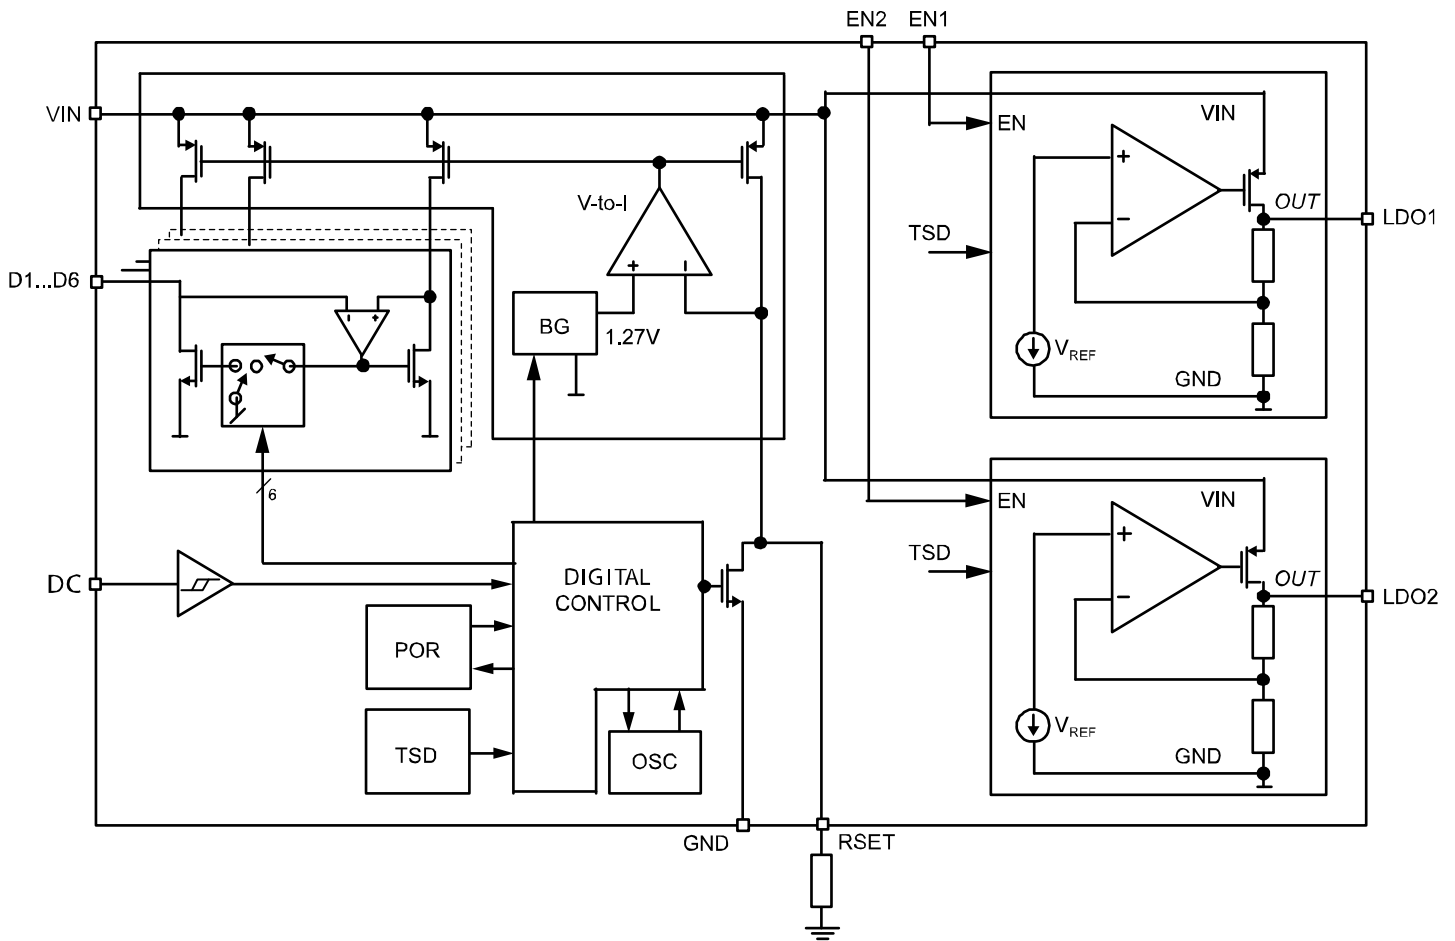 EN2 EN1
VIN
VIN
EN
V-to-I
OUT
LDO1
TSD
+
−
D1...D6
+
−
−
+
BG
1.27V
VREF
GND
6
VIN
EN
+
−
TSD
DC
DIGITAL
CONTROL
OUT
LDO2
POR
VREF
TSD
OSC
GND
GND
RSET